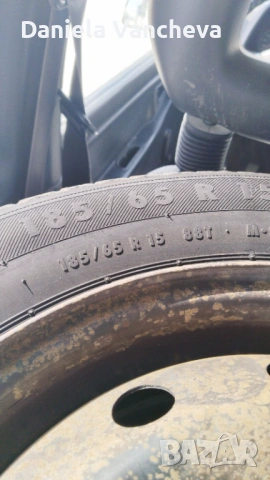 Daniela Vancheva
185/65 R 15
185/65 R 15 88T · M-
BAZAR